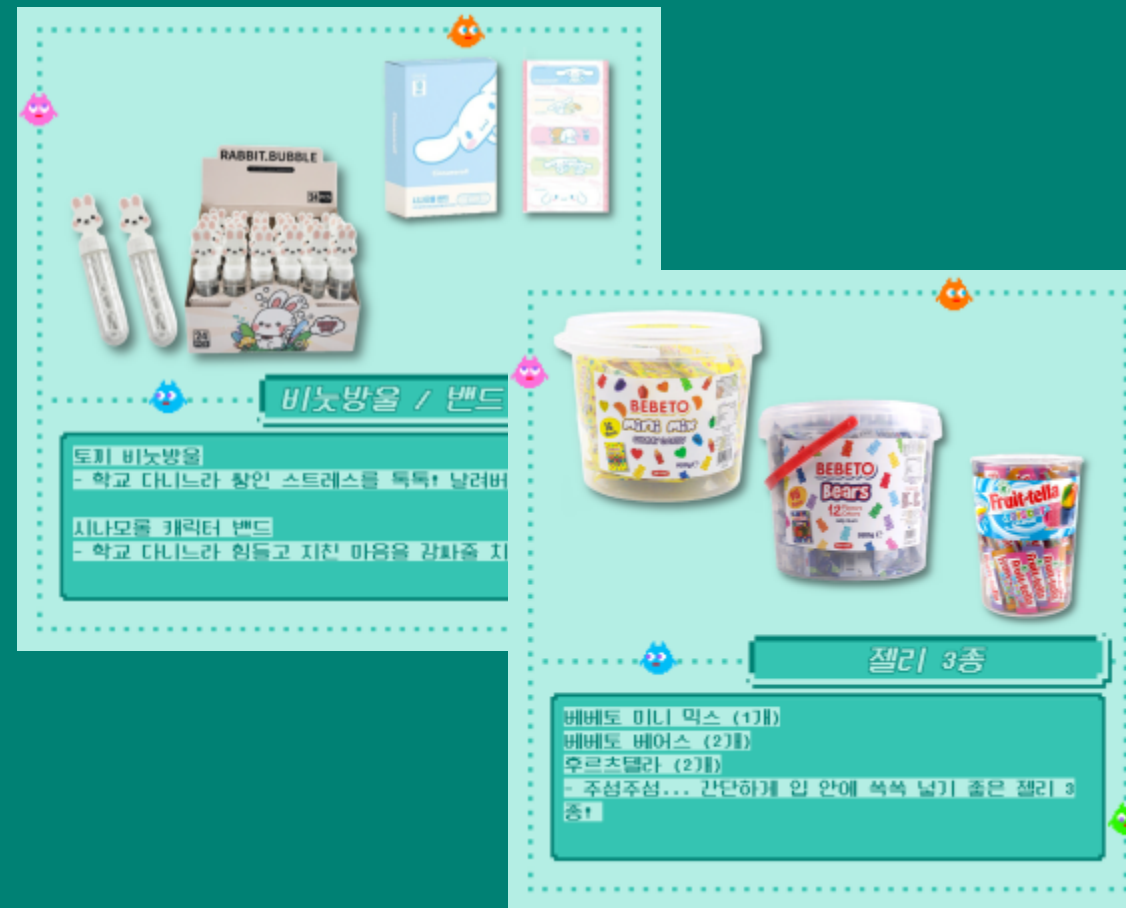 RABBIT.BUBBLE
24
비눗방울 / 밴드
토끼 비눗방울
- 학교 다니느라 쌓인 스트레스를 톡톡! 날려버
시나모롤 캐릭터 밴드
- 학교 다니느라 힘들고 지친 마음을 감싸줄 치
BEBETO
Mini Mix
BEBETO
Bears
12
Fruit-tella
젤리 3종
베베토 미니 믹스 (1개)
베베토 베어스 (2개)
후르츠텔라 (2개)
- 주섬주섬... 간단하게 입 안에 쏙쏙 넣기 좋은 젤리 3
종!